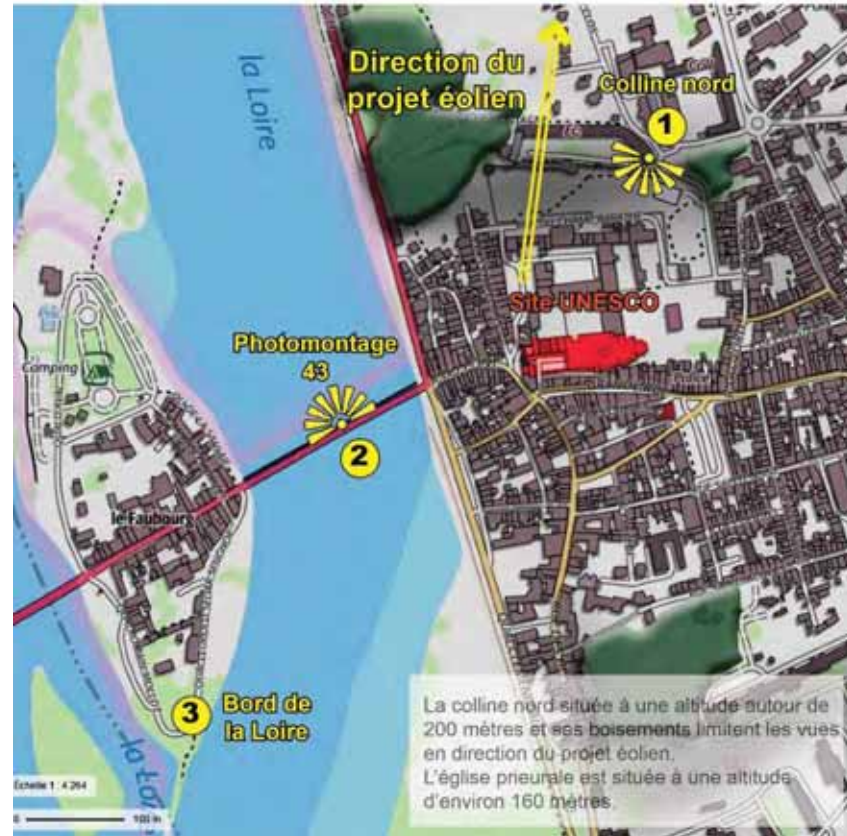 la Loire
Direction du
projet éolien
Colline nord
1
Site UNESCO
Photomontage
43
2
Camping
le Faubourg
3
Bord de
la Loire
la Loi
Échelle 1 : 4 264
100 m
La colline nord située à une altitude autour de
200 mètres et ses boisements limitent les vues
en direction du projet éolien.
L'église prieurale est située à une altitude
d'environ 160 mètres.